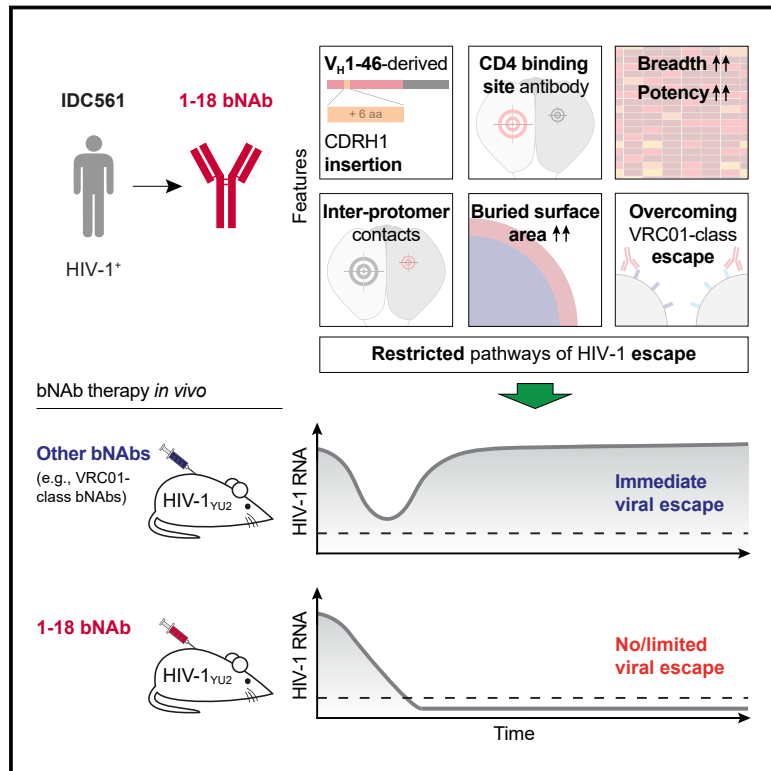 IDC561
1-18 bNAb
HIV-1⁺
Features
V_H1-46-derived
+ 6 aa
CDRH1
insertion
CD4 binding
site antibody
Breadth ↑↑
Potency ↑↑
Inter-protomer
contacts
Buried surface
area ↑↑
Overcoming
VRC01-class
escape
Restricted pathways of HIV-1 escape
bNAb therapy in vivo
Other bNAbs
(e.g., VRC01-
class bNAbs)
HIV-1YU2
HIV-1 RNA
Immediate
viral escape
1-18 bNAb
HIV-1YU2
HIV-1 RNA
No/limited
viral escape
Time